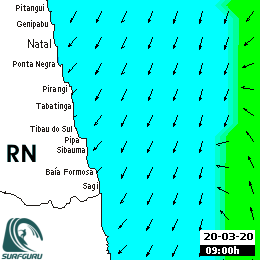 Pitangui
Genipabu
Natal
Ponta Negra
Pirangi
Tabatinga
Tibau do Sul
Pipa
Sibauma
RN
Baía Formosa
Sagi
SURFGURU
20-03-20
09:00h